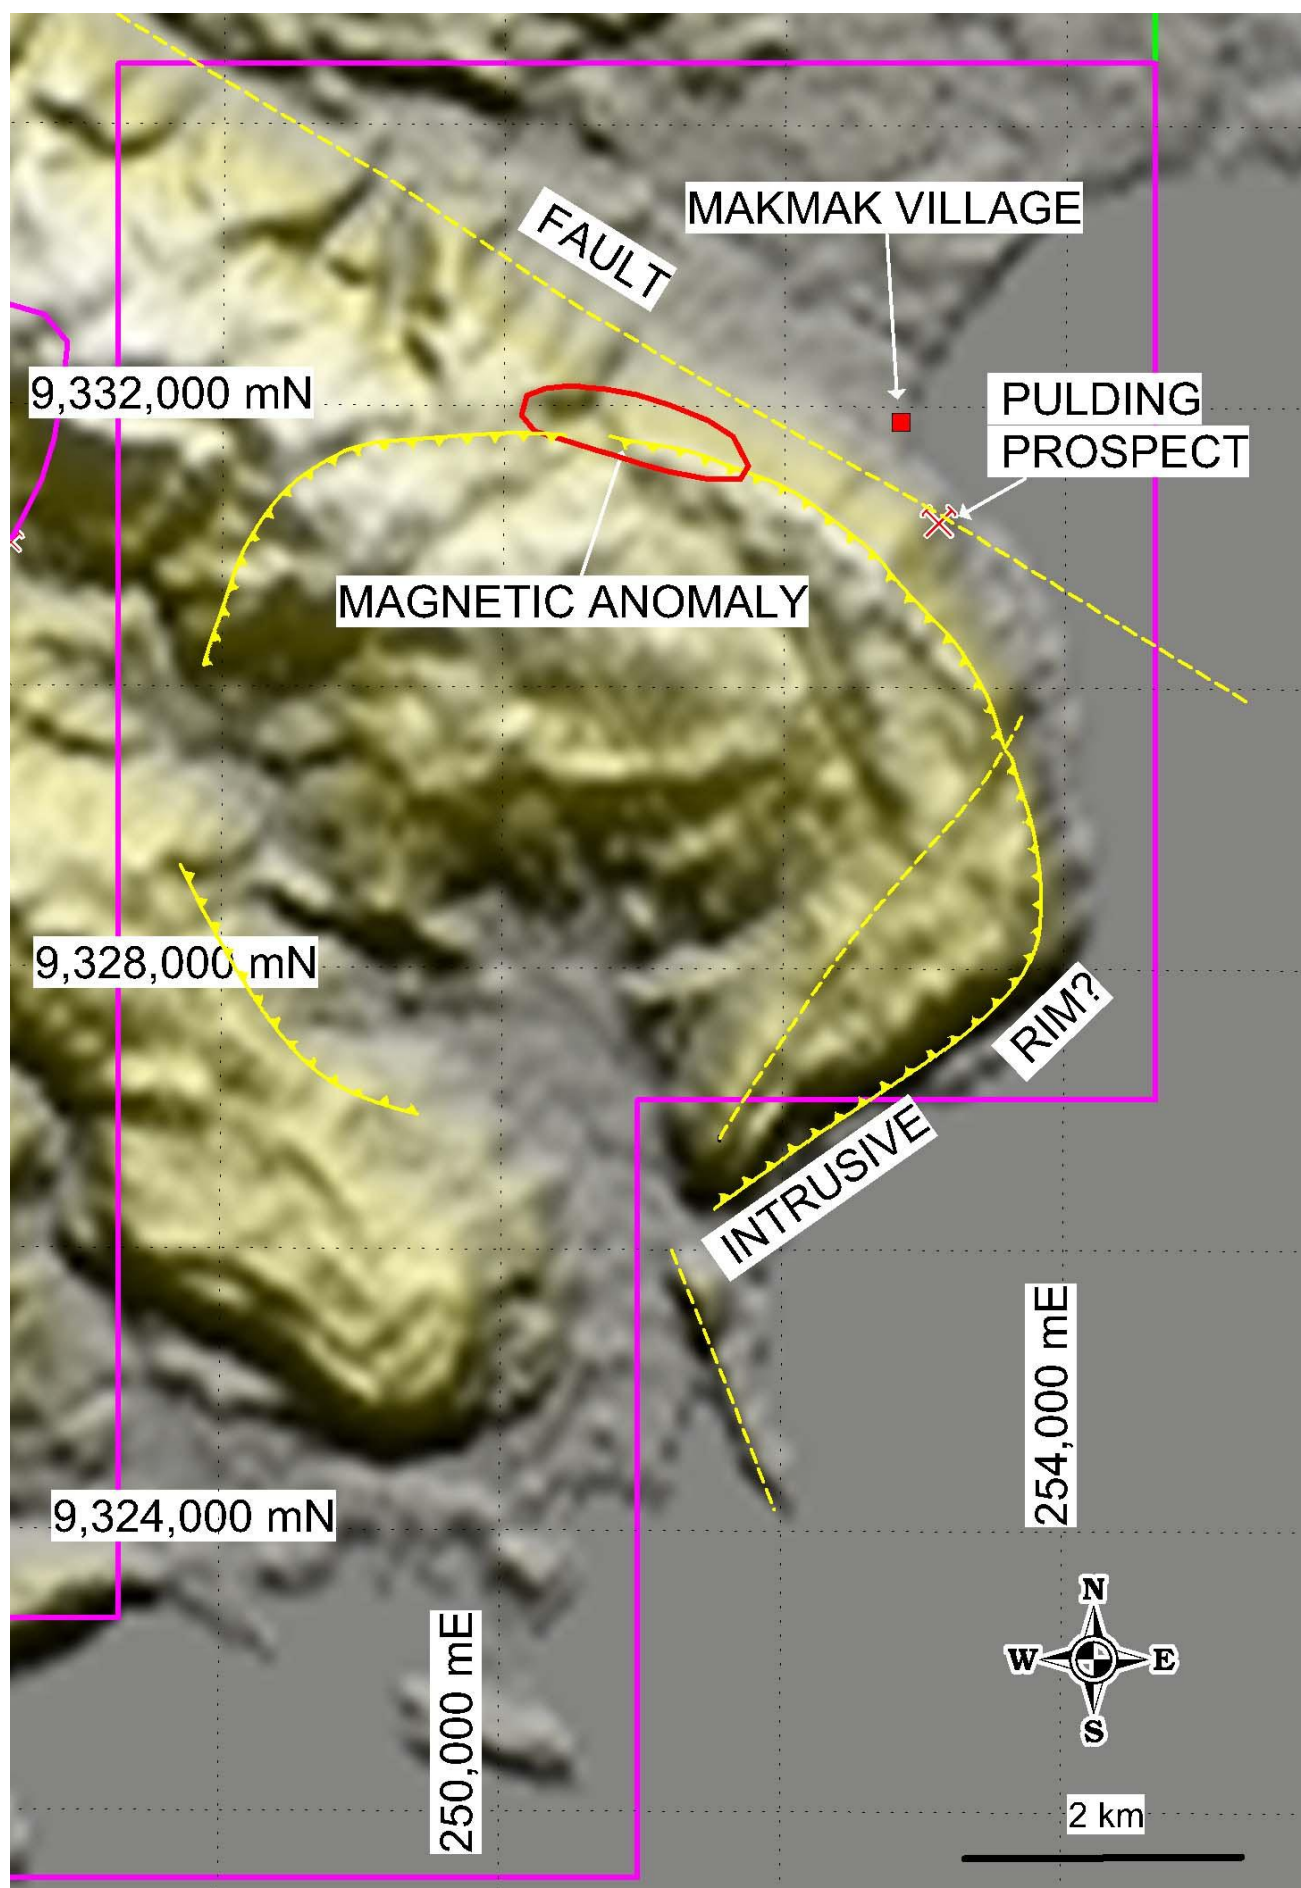 MAKMAK VILLAGE
FAULT
9,332,000 mN
PULDING
PROSPECT
MAGNETIC ANOMALY
9,328,000 mN
RIM?
INTRUSIVE
254,000 mE
9,324,000 mN
250,000 mE
N
W E
S
2 km